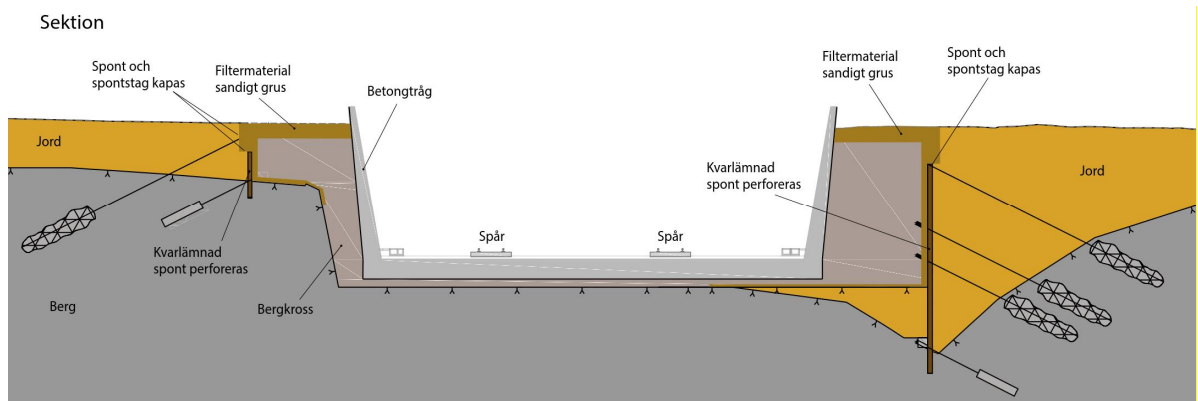 Sektion
Spont och
spontstag kapas
Filtermaterial
sandigt grus
Betongtråg
Filtermaterial
sandigt grus
Spont och
spontstag kapas
Jord
Kvarlämnad
spont perforeras
Jord
Spår
Spår
Kvarlämnad
spont perforeras
Berg
Bergkross